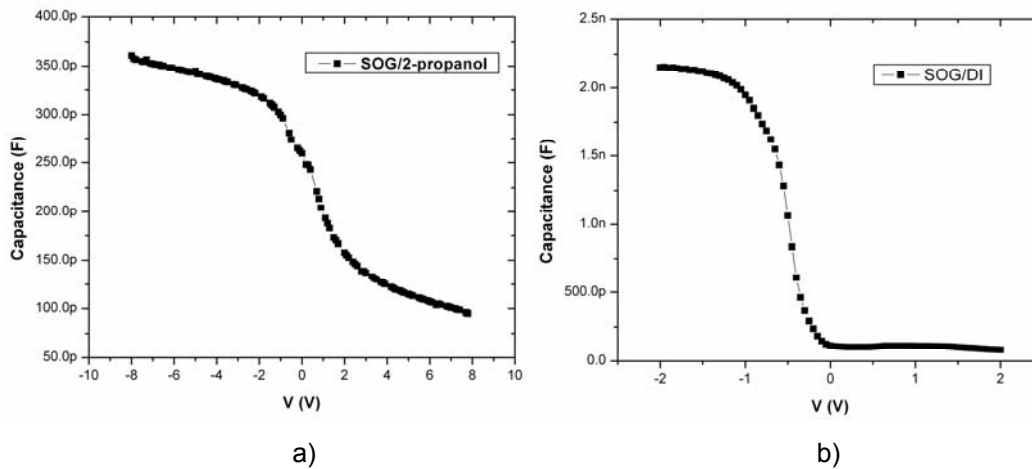 400.0p
350.0p
300.0p
250.0p
200.0p
150.0p
100.0p
50.0p
Capacitance (F)
SOG/2-propanol
-10 -8 -6 -4 -2 0 2 4 6 8 10
V (V)
a)
2.5n
2.0n
1.5n
1.0n
500.0p
0.0
Capacitance (F)
SOG/DI
-2 -1 0 1 2
V (V)
b)